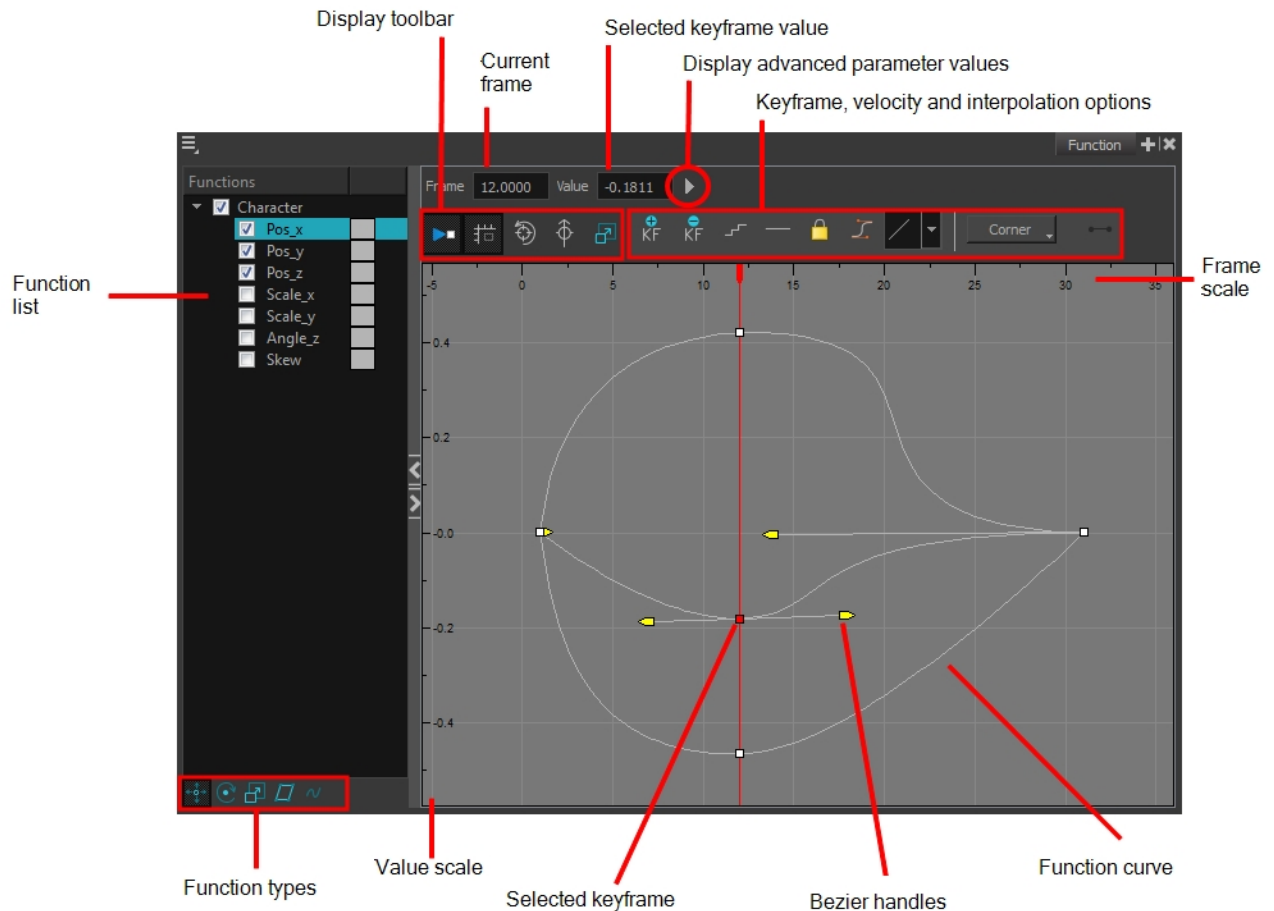 Display toolbar
Selected keyframe value
Current
frame
Display advanced parameter values
Keyframe, velocity and interpolation options
Function
Functions
Frame 12.0000 Value -0.1811
Character
Pos_x
Pos_y
Pos_z
Scale_x
Scale_y
Angle_z
Skew
KF KF Corner
-5 0 5 10 15 20 25 30 35
Function
list
Frame
scale
0.4
0.2
-0.0
-0.2
-0.4
Function types
Value scale
Selected keyframe
Bezier handles
Function curve